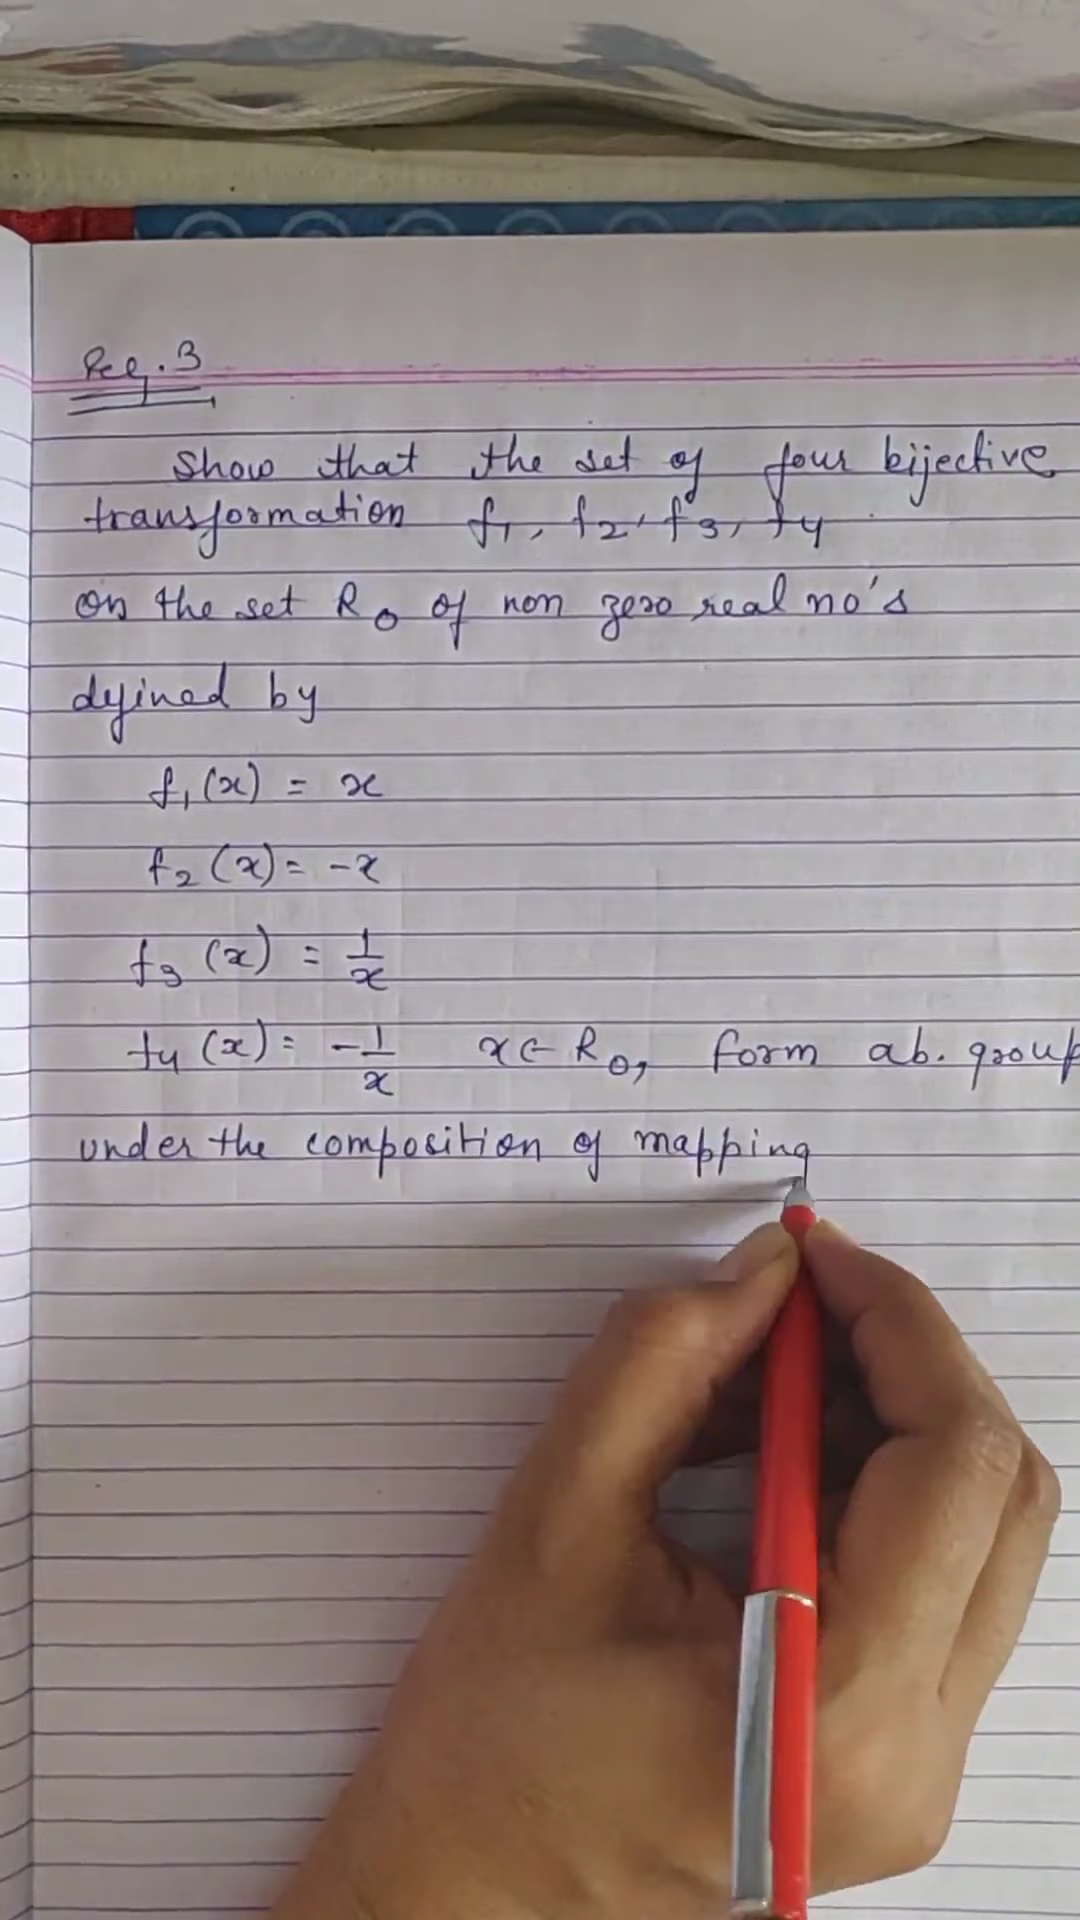 Show that the set of four bijective
transformation f1, f2, f3, f4
on the set R0 of non zero real no's
defined by
f1(x) = x
f2(x) = -x
f3(x) = 1/x
f4(x) = -1/x x∈R0, form ab. group
under the composition of mapping